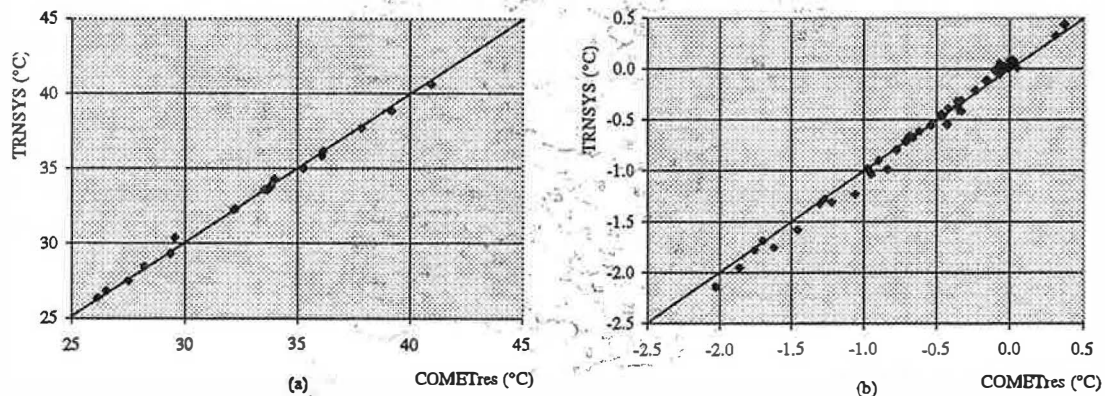 45
40
35
30
25
TRNSYS (°C)
25 30 35 40 45
(a)
COMETres (°C)
0.5
0.0
-0.5
-1.0
-1.5
-2.0
-2.5
TRNSYS (°C)
-2.5 -2.0 -1.5 -1.0 -0.5 0.0 0.5
(b)
COMETres (°C)